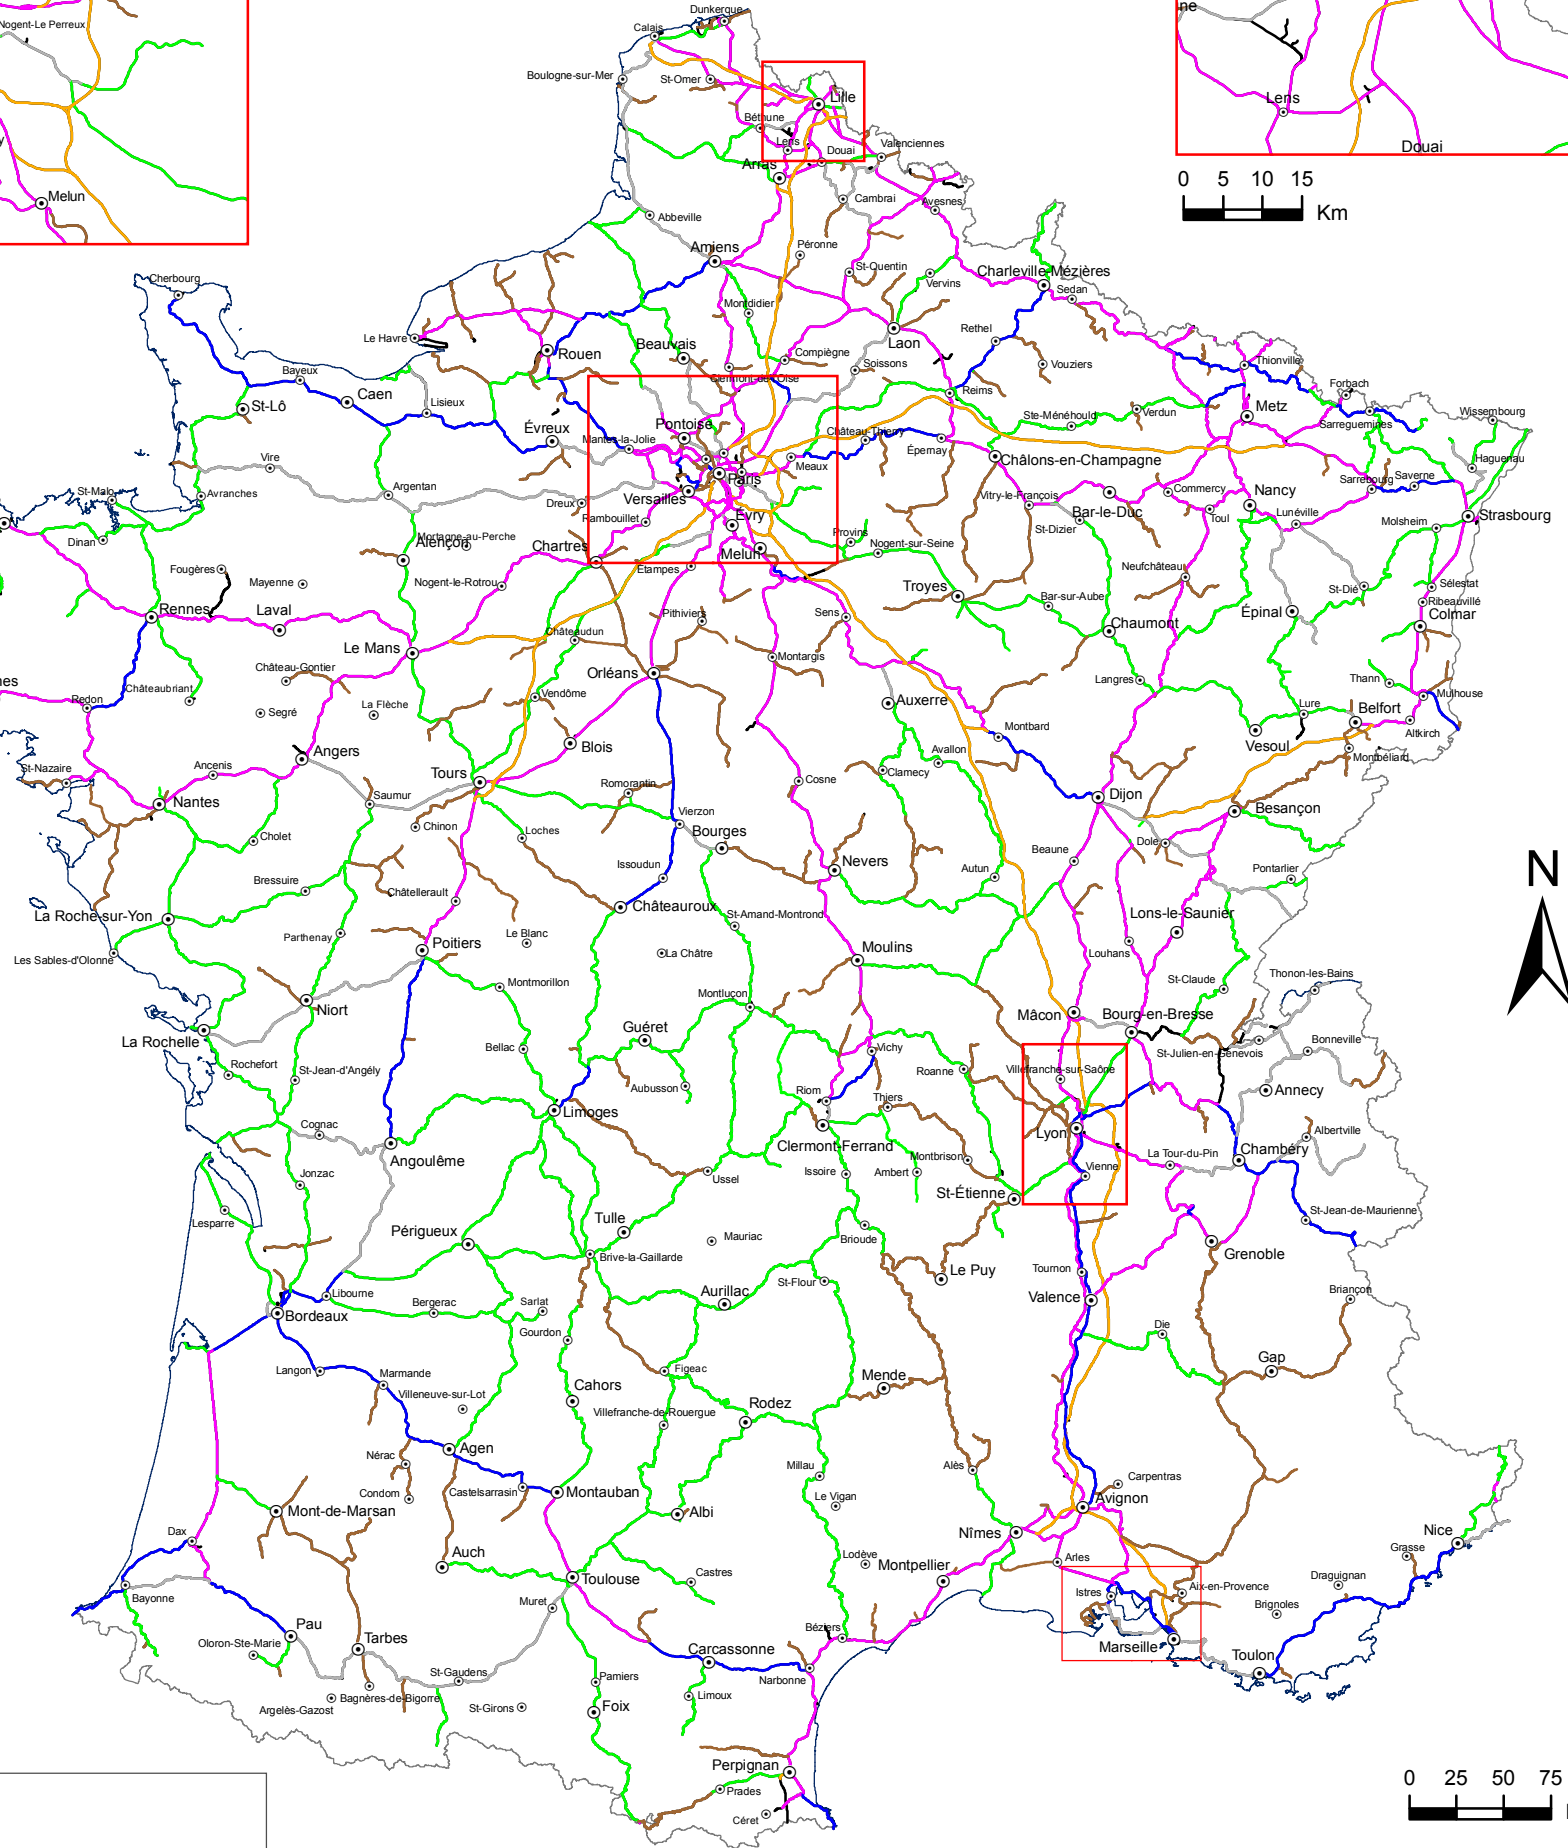 Nogent-Le Perreux
Melun
ne
Lens
Douai
0 5 10 15
Km
Dunkerque
Calais
Boulogne-sur-Mer
St-Omer
Lille
Béthune
Lens
Douai
Valenciennes
Arras
Cambrai
Avesnes
Abbeville
Amiens
Péronne
St-Quentin
Vervins
Charleville-Mézières
Sedan
Cherbourg
Montdidier
Laon
Rethel
Vouziers
Le Havre
Rouen
Beauvais
Compiègne
Clermont-de-l'Oise
Soissons
Reims
Thionville
Forbach
Bayeux
Caen
St-Lô
Lisieux
Évreux
Mantes-la-Jolie
Pontoise
Château-Thierry
Épernay
Ste-Ménéhould
Verdun
Metz
Sarreguemines
Wissembourg
Haguenau
Vire
Argentan
Dreux
Versailles
Paris
Meaux
Châlons-en-Champagne
Vitry-le-François
Bar-le-Duc
Commercy
Nancy
Sarrebourg
Saverne
St-Malo
Avranches
Rambouillet
Évry
St-Dizier
Toul
Lunéville
Molsheim
Strasbourg
Dinan
Alençon
Mortagne-au-Perche
Chartres
Etampes
Melun
Provins
Nogent-sur-Seine
Fougères
Mayenne
Nogent-le-Rotrou
Troyes
Neufchâteau
St-Dié
Sélestat
Ribeauvillé
Rennes
Laval
Pithiviers
Sens
Bar-sur-Aube
Chaumont
Épinal
Colmar
Le Mans
Châteaudun
Orléans
Montargis
Château-Gontier
Châteaubriant
nes
Redon
Segré
La Flèche
Vendôme
Auxerre
Langres
Thann
Mulhouse
Lure
Belfort
Altkirch
Vesoul
Montbéliard
Angers
Blois
Montbard
Avallon
Clamecy
St-Nazaire
Ancenis
Nantes
Saumur
Tours
Romorantin
Cosne
Dijon
Besançon
Cholet
Chinon
Loches
Vierzon
Bourges
Dole
Beaune
Bressuire
Châtellerault
Issoudun
Nevers
Autun
Pontarlier
La Roche-sur-Yon
Châteauroux
St-Amand-Montrond
Lons-le-Saunier
Les Sables-d'Olonne
Parthenay
Poitiers
Le Blanc
La Châtre
Moulins
Louhans
St-Claude
Thonon-les-Bains
Niort
Montmorillon
Montluçon
Mâcon
Bourg-en-Bresse
La Rochelle
Guéret
Bellac
Vichy
Roanne
Villefranche-sur-Saône
St-Julien-en-Genevois
Bonneville
Rochefort
St-Jean-d'Angély
Aubusson
Riom
Thiers
Annecy
Cognac
Limoges
Clermont-Ferrand
Lyon
Albertville
Angoulême
Montbrison
La Tour-du-Pin
Chambéry
Jonzac
Ussel
Issoire
Ambert
Vienne
St-Étienne
Lesparre
Périgueux
Tulle
Mauriac
Brioude
St-Jean-de-Maurienne
Brive-la-Gaillarde
Le Puy
Tournon
Grenoble
Libourne
Bordeaux
Bergerac
Sarlat
Aurillac
St-Flour
Valence
Briançon
Gourdon
Die
Langon
Marmande
Figeac
Mende
Gap
Villeneuve-sur-Lot
Cahors
Villefranche-de-Rouergue
Rodez
Agen
Nérac
Castelsarrasin
Condom
Montauban
Millau
Le Vigan
Alès
Carpentras
Avignon
Mont-de-Marsan
Albi
Dax
Auch
Nîmes
Nice
Toulouse
Castres
Lodève
Montpellier
Arles
Grasse
Bayonne
Muret
Istres
Aix-en-Provence
Draguignan
Brignoles
Pau
Oloron-Ste-Marie
Tarbes
Béziers
Marseille
Toulon
St-Gaudens
Carcassonne
Narbonne
Bagnères-de-Bigorre
Argelès-Gazost
St-Girons
Pamiers
Foix
Limoux
Perpignan
Prades
Céret
N
0 25 50 75